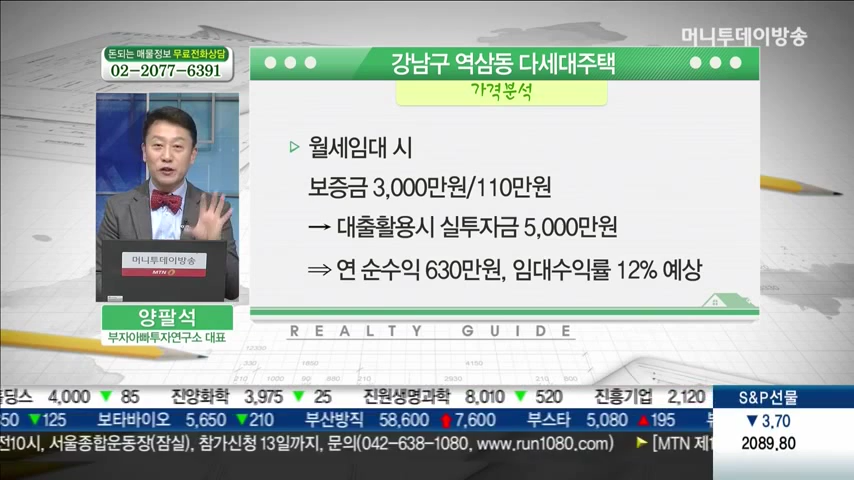 돈되는 매물정보 무료전화상담
02-2077-6391
머니투데이방송
강남구 역삼동 다세대주택
가격분석
▷ 월세임대 시
보증금 3,000만원/110만원
→ 대출활용시 실투자금 5,000만원
⇒ 연 순수익 630만원, 임대수익률 12% 예상
머니투데이방송
MTN
양팔석
부자아빠투자연구소 대표
REALTY GUIDE
홀딩스 4,000 ▼ 85 진양화학 3,975 ▼ 25 진원생명과학 8,010 ▼ 520 진흥기업 2,120
350 ▼125 보타바이오 5,650 ▼210 부산방직 58,600 ⬆7,600 부스타 5,080 ▲195
전10시, 서울종합운동장(잠실), 참가신청 13일까지, 문의(042-638-1080, www.run1080.com) ▶ [MTN 제1
S&P선물
▼ 3.70
2089.80